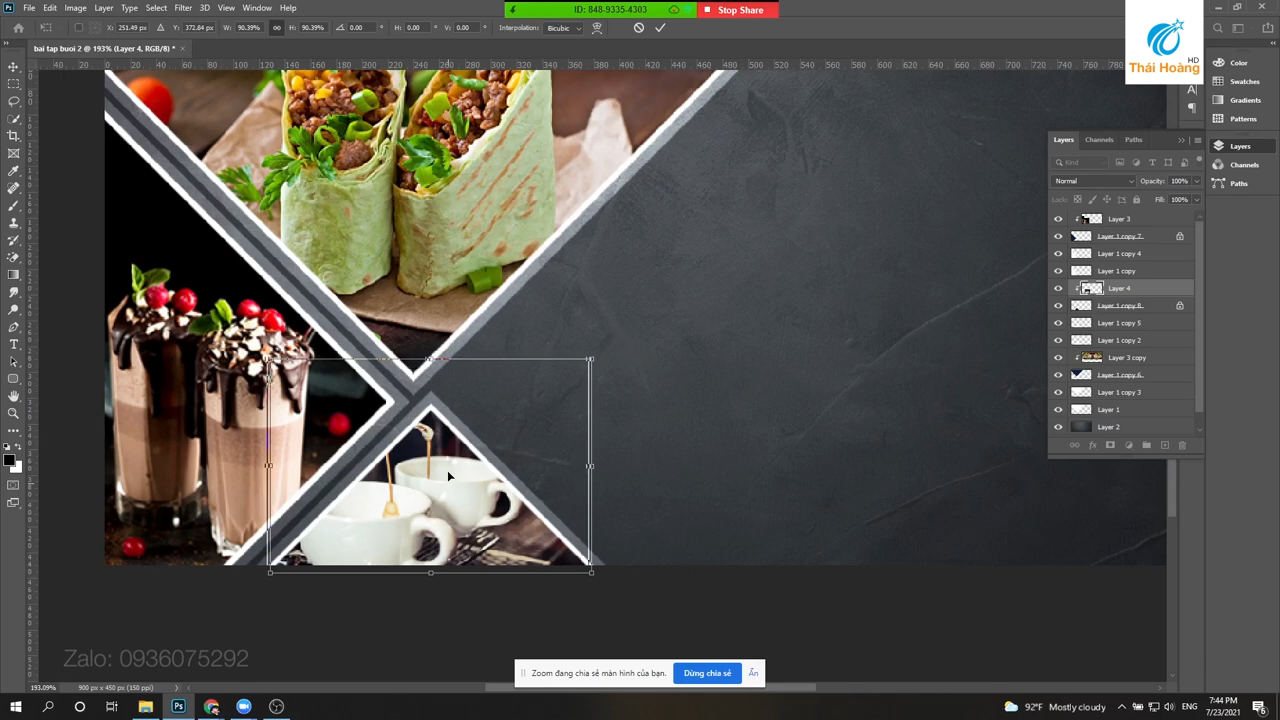 File Edit Image Layer Type Select Filter 3D View Window Help
ID: 848-9335-4303 Stop Share
X: 251.49 px Y: 372.84 px W: 90.39% H: 90.39% 0.00 ° H: 0.00 ° V: 0.00 ° Interpolation: Bicubic
bai tap buoi 2 @ 193% (Layer 4, RGB/8) *
HD
Thái Hoàng
Color
Swatches
Gradients
Patterns
Layers
Channels
Paths
Layers Channels Paths
Kind
Normal Opacity: 100%
Lock: Fill: 100%
Layer 3
Layer 1 copy 7
Layer 1 copy 4
Layer 1 copy
Layer 4
Layer 1 copy 8
Layer 1 copy 5
Layer 1 copy 2
Layer 3 copy
Layer 1 copy 6
Layer 1 copy 3
Layer 1
Layer 2
Zalo: 0936075292
Zoom đang chia sẻ màn hình của bạn. Dừng chia sẻ Ẩn
193.09% 900 px x 450 px (150 ppi)
92°F Mostly cloudy
7:44 PM
7/23/2021